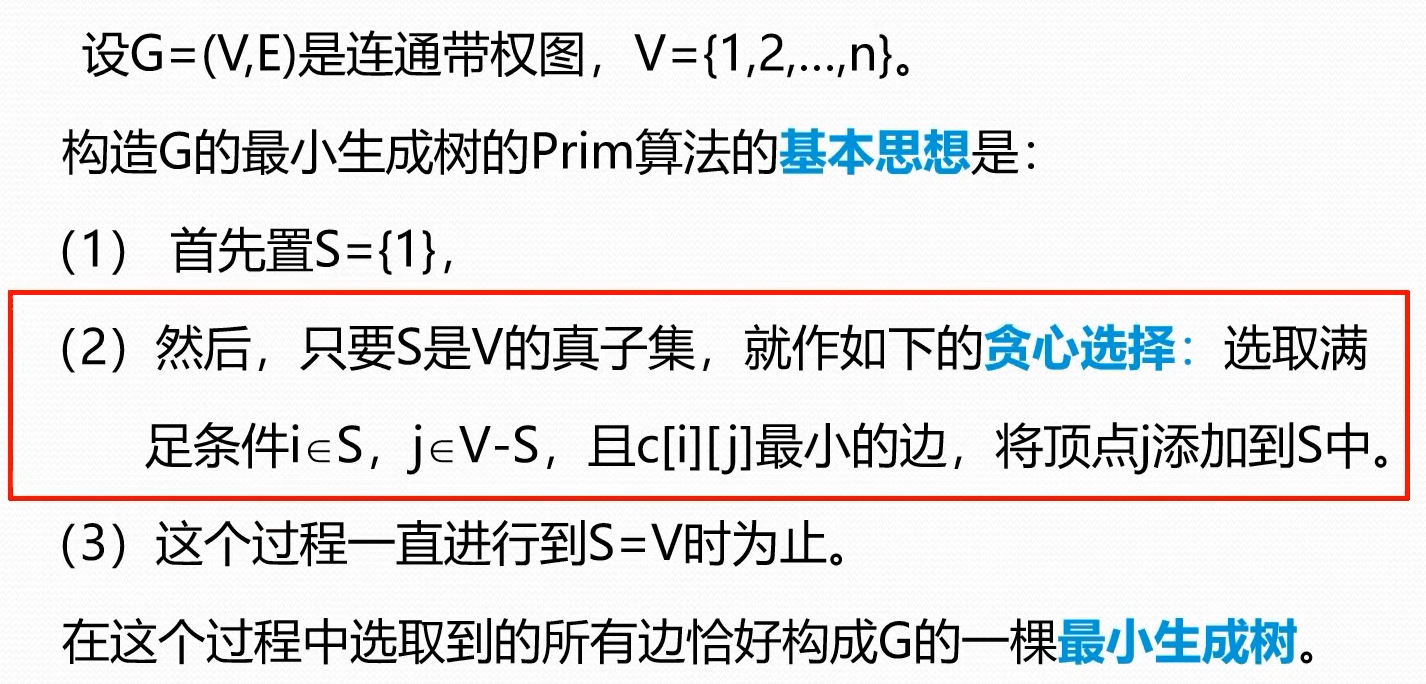 设G=(V,E)是连通带权图，V={1,2,...,n}。
构造G的最小生成树的Prim算法的基本思想是：
（1） 首先置S={1}，
（2）然后，只要S是V的真子集，就作如下的贪心选择：选取满
足条件i∈S，j∈V-S，且c[i][j]最小的边，将顶点j添加到S中。
（3）这个过程一直进行到S=V时为止。
在这个过程中选取到的所有边恰好构成G的一棵最小生成树。